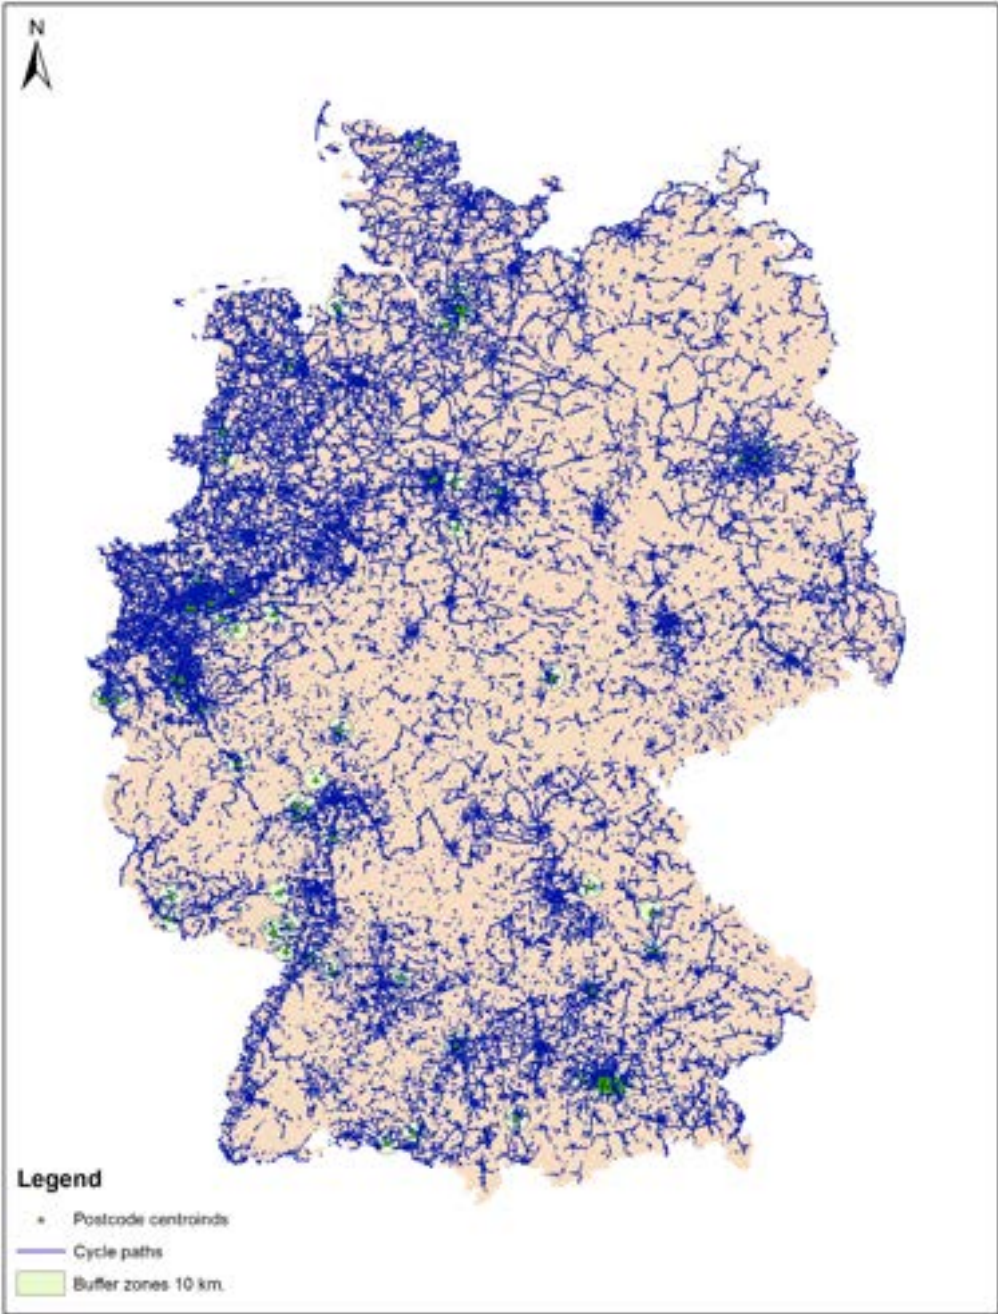 N
Legend
Postcode centroinds
Cycle paths
Buffer zones 10 km.